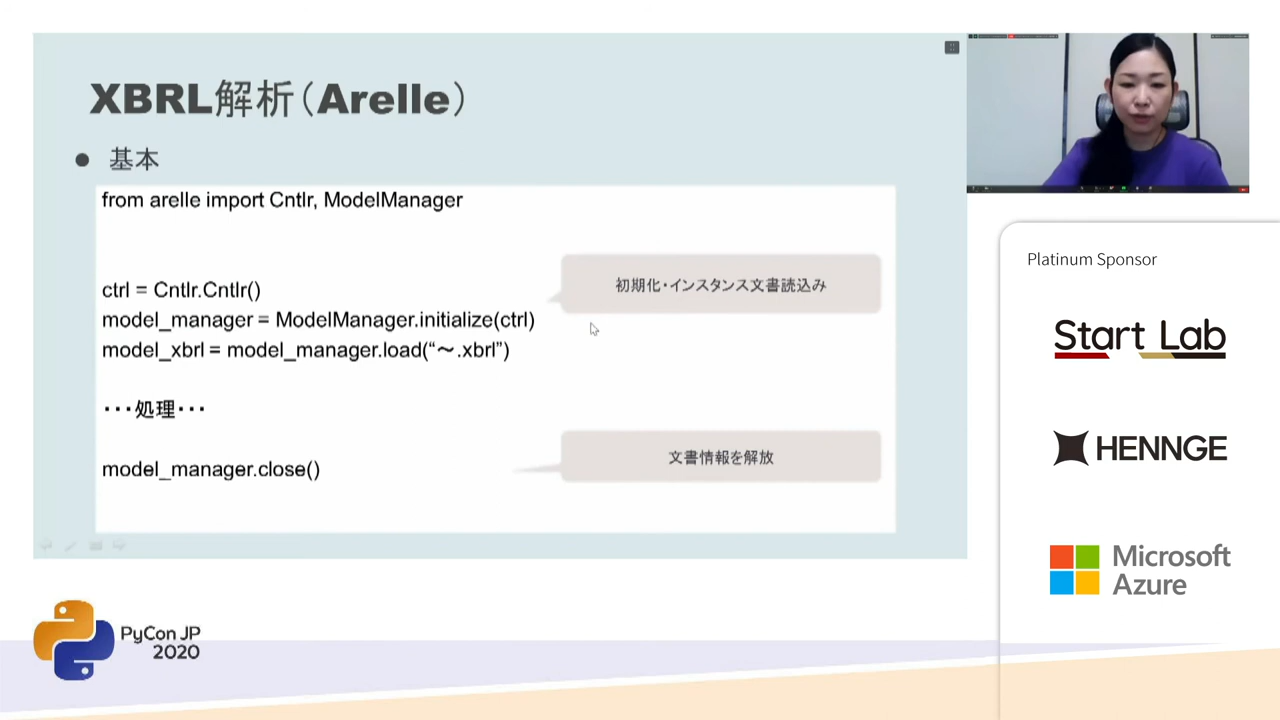 XBRL解析（Arelle）
● 基本
from arelle import Cntlr, ModelManager
ctrl = Cntlr.Cntlr()
model_manager = ModelManager.initialize(ctrl)
model_xbrl = model_manager.load(“～.xbrl”)
･･･処理･･･
model_manager.close()
初期化・インスタンス文書読込み
文書情報を解放
Platinum Sponsor
Start Lab
HENNGE
Microsoft
Azure
PyCon JP
2020